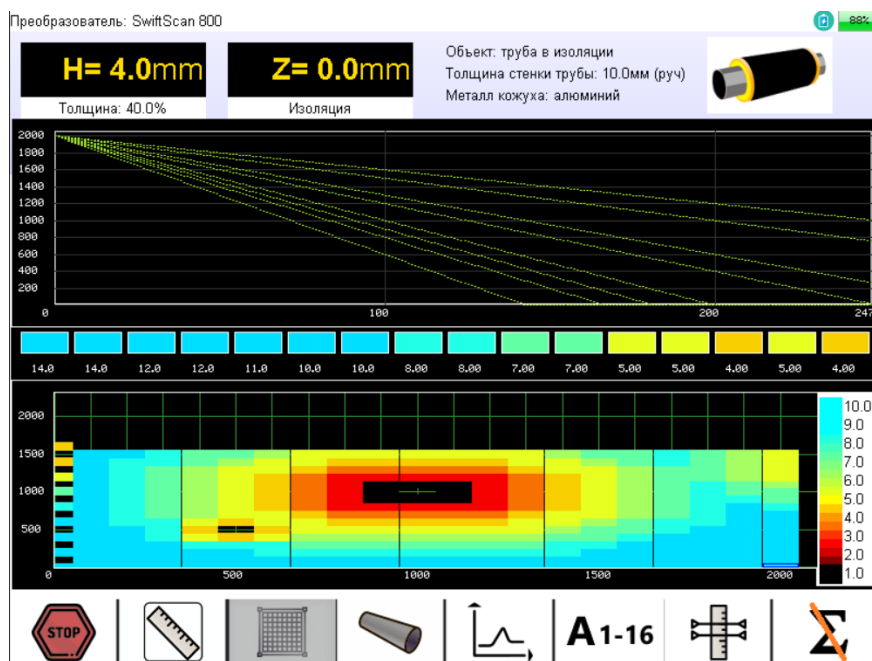 Преобразователь: SwiftScan 800
88%
H= 4.0mm
Толщина: 40.0%
Z= 0.0mm
Изоляция
Объект: труба в изоляции
Толщина стенки трубы: 10.0мм (руч)
Металл кожуха: алюминий
2000
1800
1600
1400
1200
1000
800
600
400
200
0 100 200 247
14.0 14.0 12.0 12.0 11.0 10.0 10.0 8.00 8.00 7.00 7.00 5.00 5.00 4.00 5.00 4.00
2000
1500
1000
500
0 500 1000 1500 2000
10.0
9.0
8.0
7.0
6.0
5.0
4.0
3.0
2.0
1.0
STOP
A 1-16
Σ